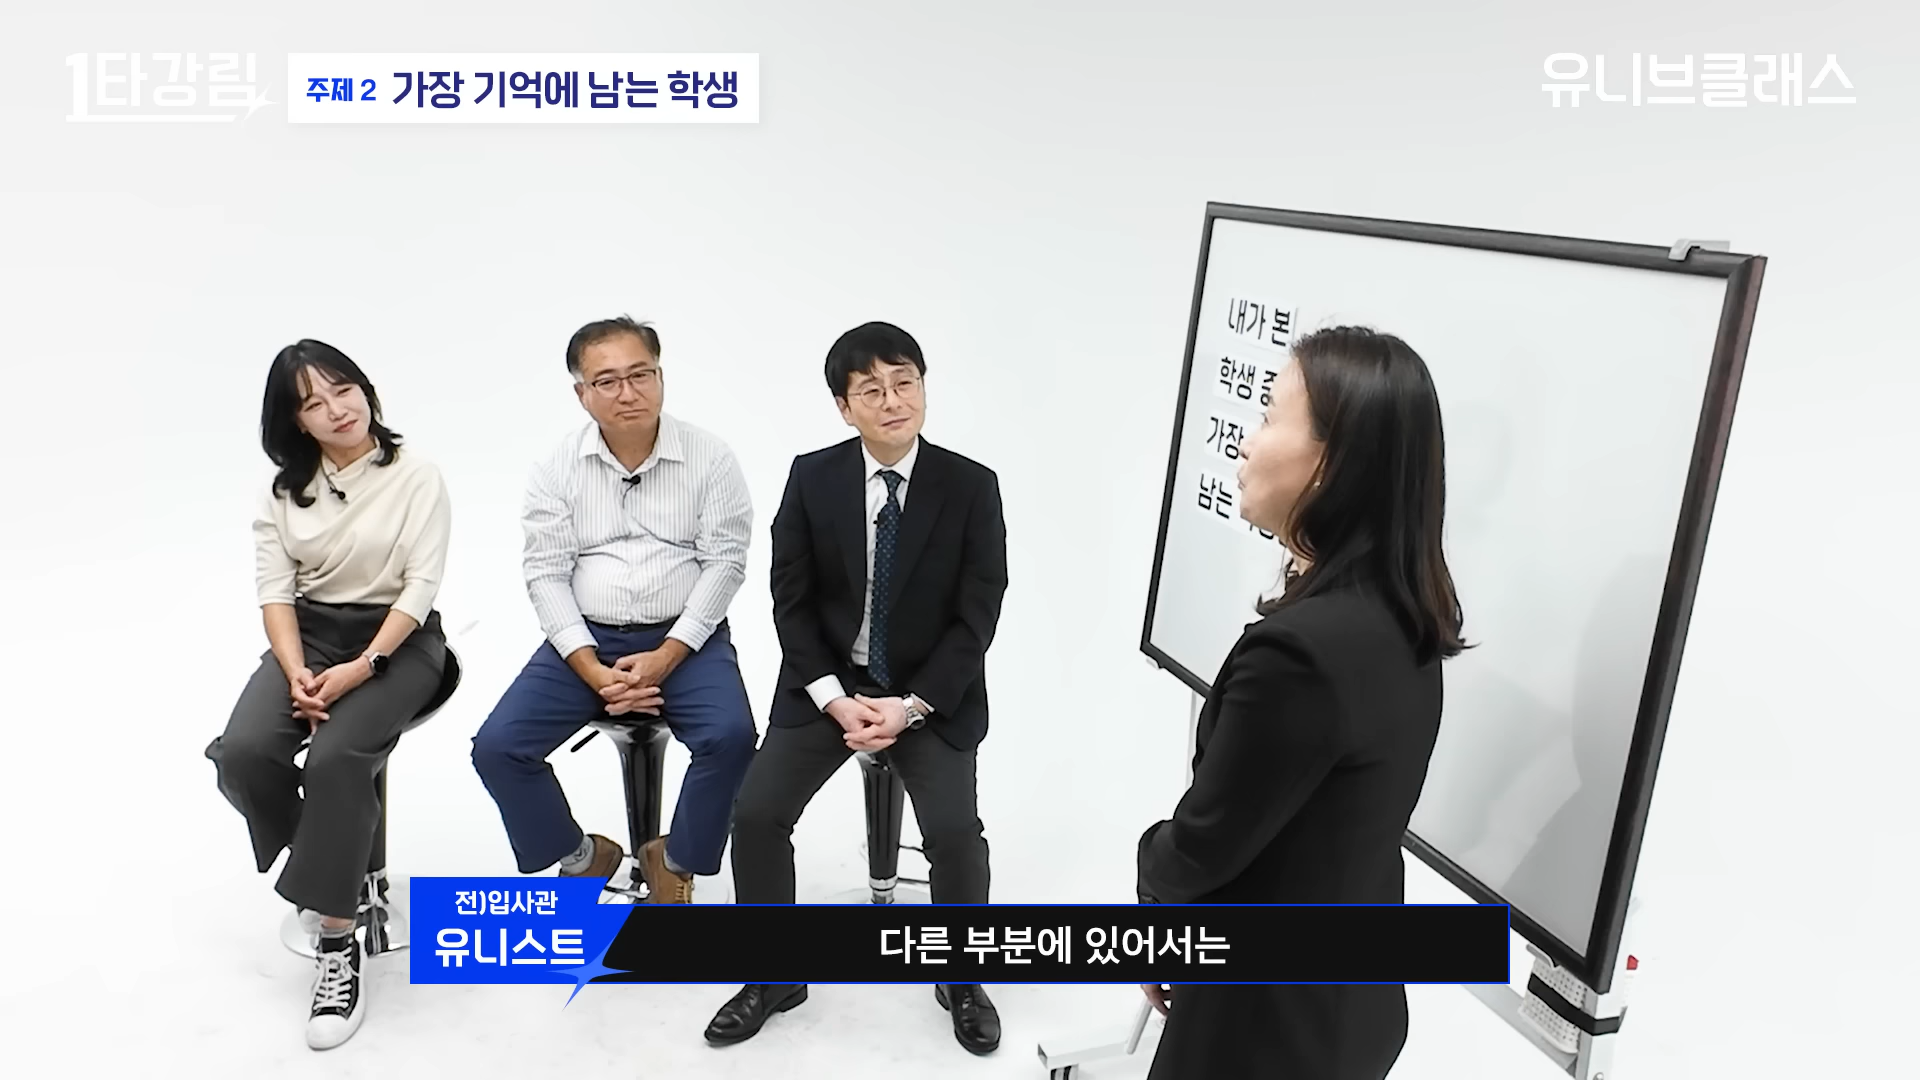 1타강림
주제 2 가장 기억에 남는 학생
유니브클래스
내가 본
학생
가장
남는
전)입사관
유니스트
다른 부분에 있어서는